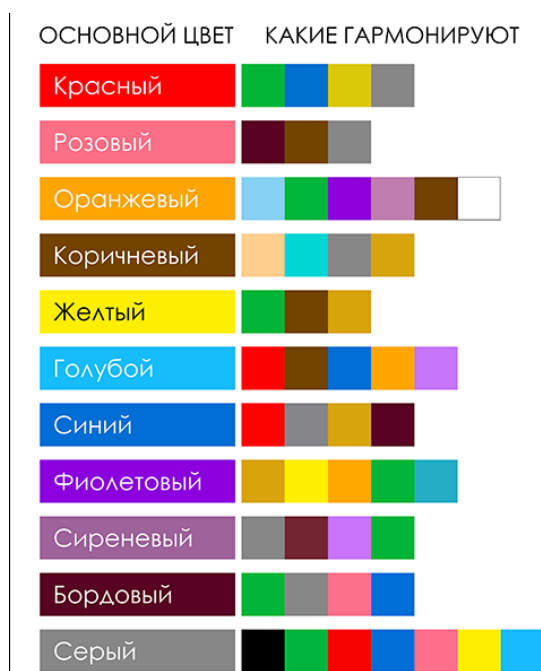 ОСНОВНОЙ ЦВЕТ КАКИЕ ГАРМОНИРУЮТ
Красный
Розовый
Оранжевый
Коричневый
Желтый
Голубой
Синий
Фиолетовый
Сиреневый
Бордовый
Серый